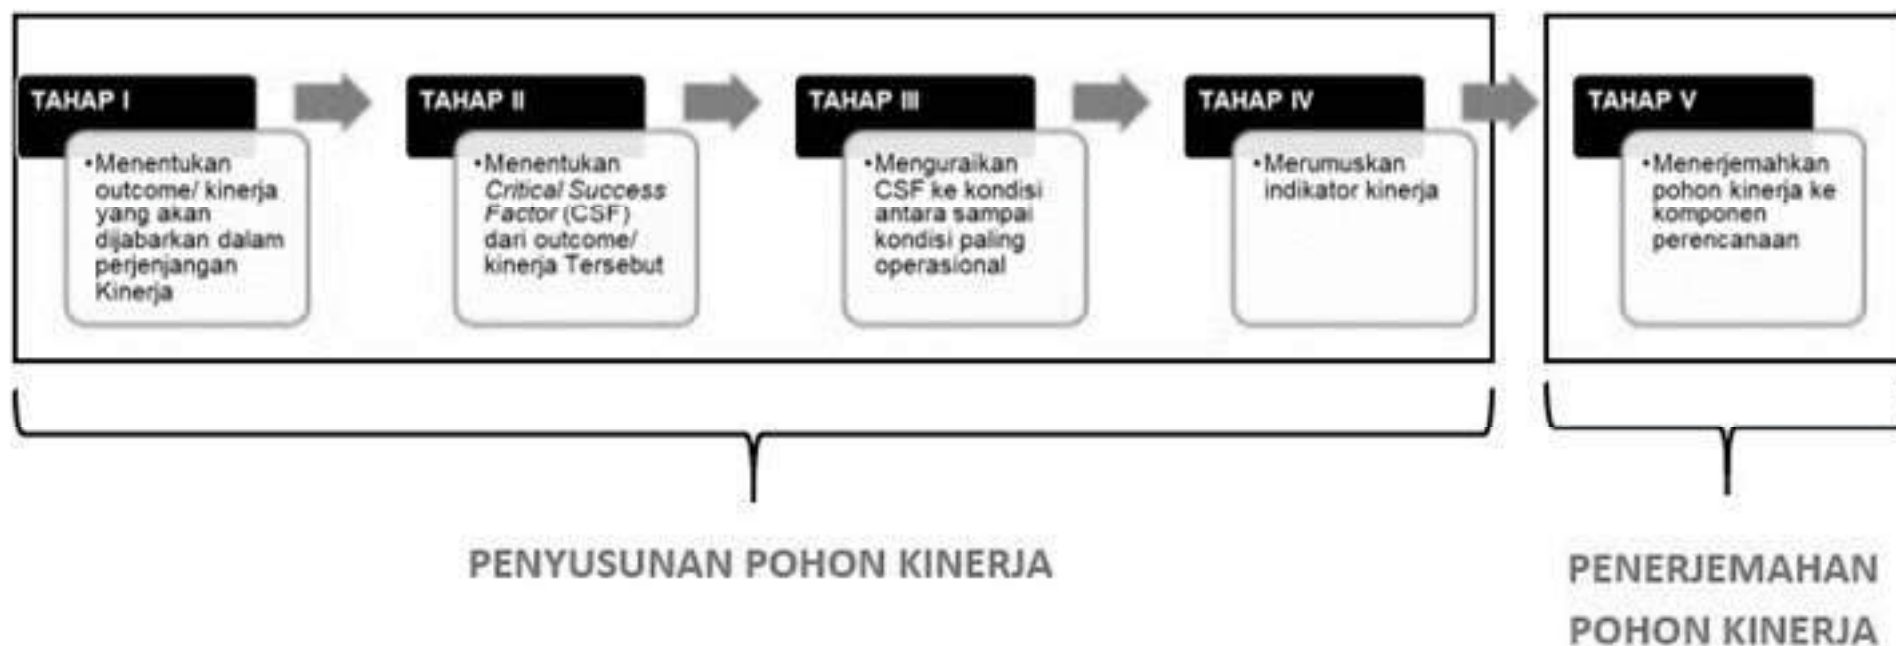 TAHAP I
•Menentukan
outcome/ kinerja
yang akan
dijabarkan dalam
perjenjangan
Kinerja
TAHAP II
•Menentukan
Critical Success
Factor (CSF)
dari outcome/
kinerja Tersebut
TAHAP III
•Menguraikan
CSF ke kondisi
antara sampai
kondisi paling
operasional
TAHAP IV
•Merumuskan
indikator kinerja
TAHAP V
•Menerjemahkan
pohon kinerja ke
komponen
perencanaan
PENYUSUNAN POHON KINERJA
PENERJEMAHAN
POHON KINERJA